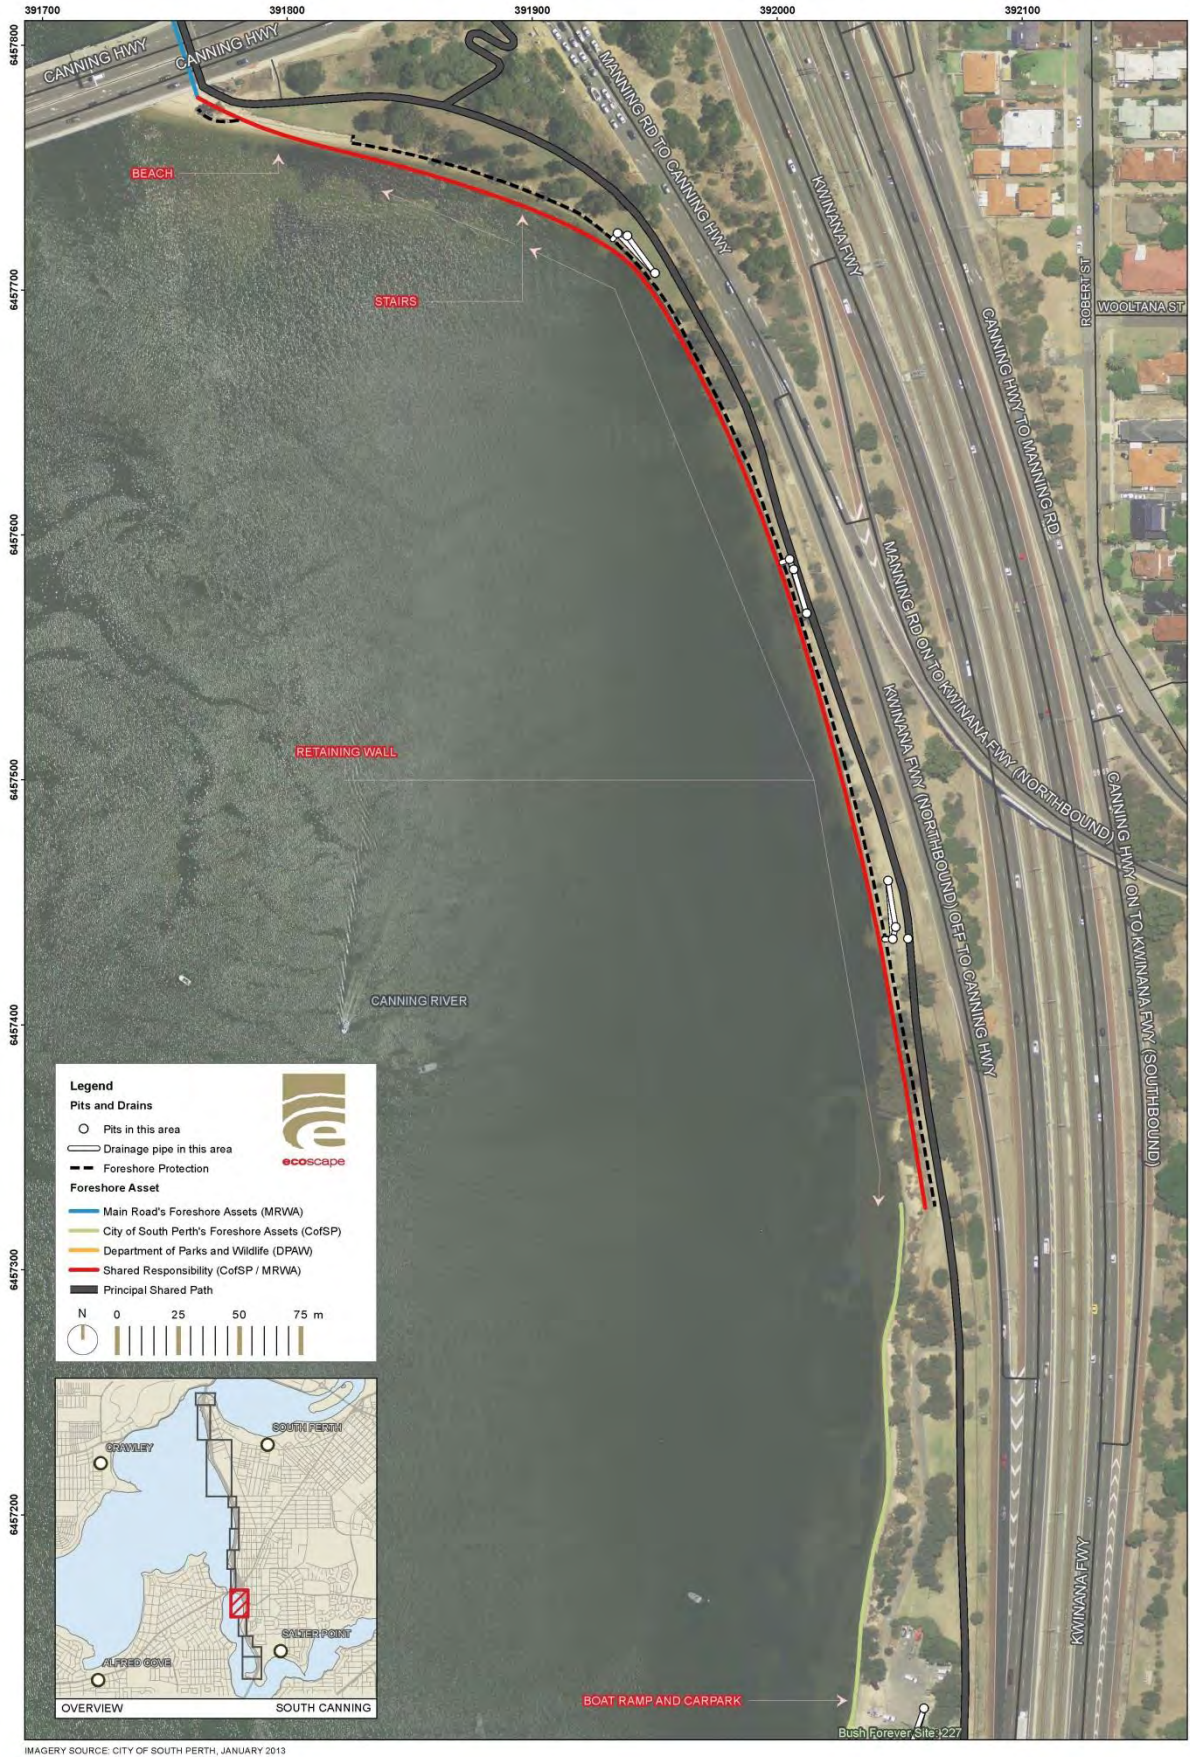 391700
391800
391900
392000
392100
6457800
6457700
6457600
6457500
6457400
6457300
6457200
CANNING HWY
CANNING HWY
MANNING RD TO CANNING HWY
KWINANA FWY
CANNING HWY TO MANNING RD
ROBERT ST
WOOLTANA ST
BEACH
STAIRS
MANNING RD ON TO KWINANA FWY (NORTHBOUND)
KWINANA FWY (NORTHBOUND) OFF TO CANNING HWY
CANNING HWY ON TO KWINANA FWY (SOUTHBOUND)
RETAINING WALL
CANNING RIVER
Legend
Pits and Drains
Pits in this area
Drainage pipe in this area
Foreshore Protection
ecoscape
Foreshore Asset
Main Road's Foreshore Assets (MRWA)
City of South Perth's Foreshore Assets (CofSP)
Department of Parks and Wildlife (DPAW)
Shared Responsibility (CofSP / MRWA)
Principal Shared Path
N 0 25 50 75 m
SOUTH PERTH
CRAWLEY
SALTER POINT
ALFRED COVE
OVERVIEW SOUTH CANNING
KWINANA FWY
BOAT RAMP AND CARPARK
Bush Forever Site: 227
IMAGERY SOURCE: CITY OF SOUTH PERTH, JANUARY 2013